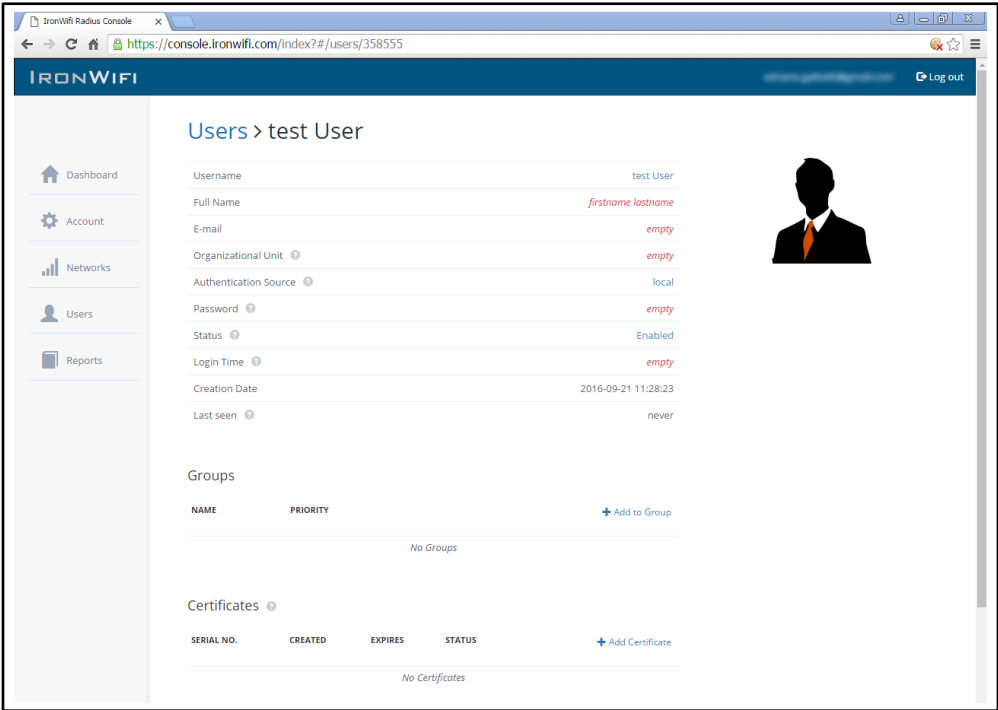 IronWifi Radius Console
https://console.ironwifi.com/index?#/users/358555
IRONWIFI
Log out
Users > test User
Dashboard
Account
Networks
Users
Reports
Username test User
Full Name firstname lastname
E-mail empty
Organizational Unit ? empty
Authentication Source ? local
Password ? empty
Status ? Enabled
Login Time ? empty
Creation Date 2016-09-21 11:28:23
Last seen ? never
Groups
NAME PRIORITY + Add to Group
No Groups
Certificates ?
SERIAL NO. CREATED EXPIRES STATUS + Add Certificate
No Certificates